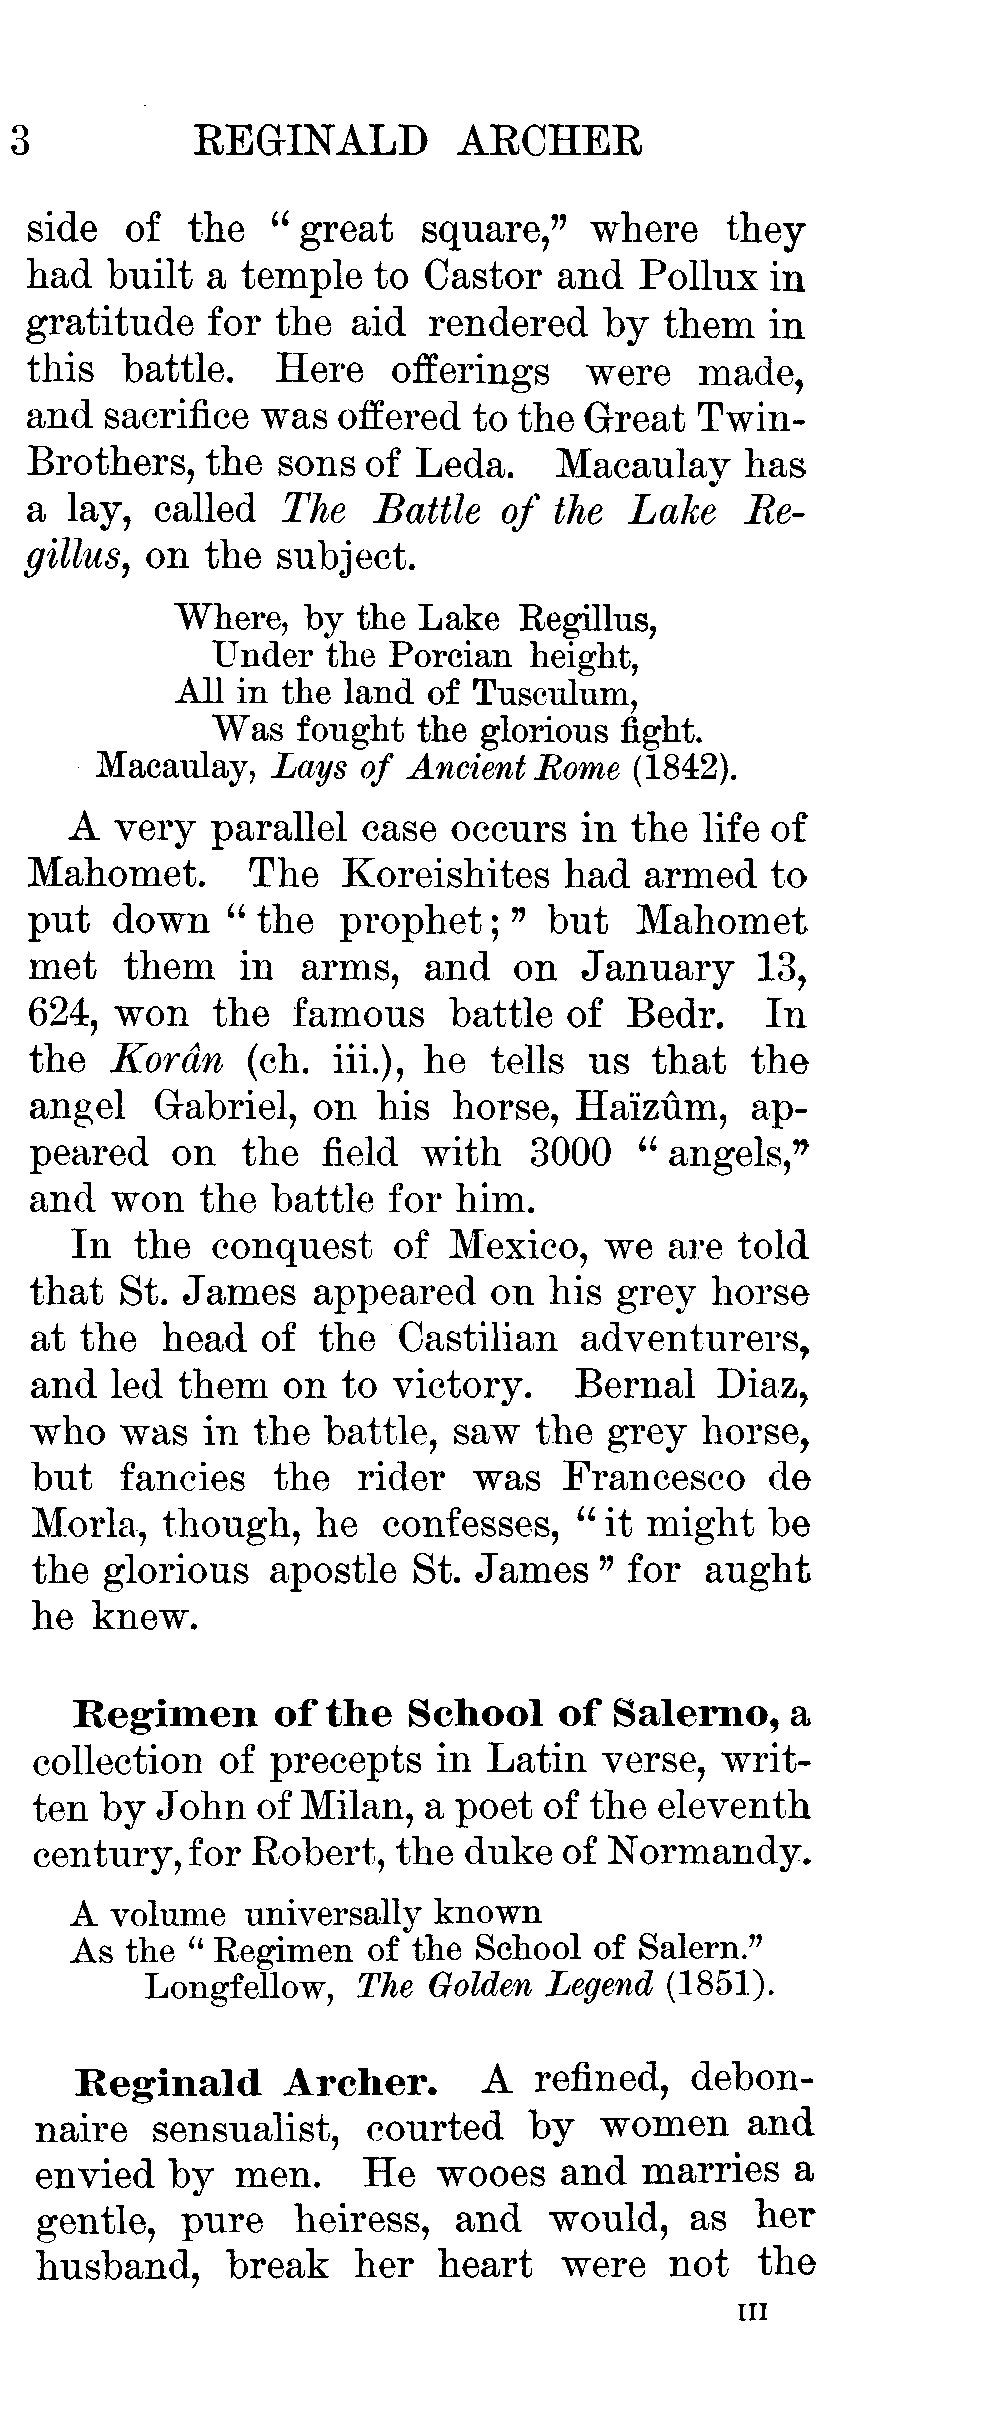 3 REGINALD ARCHER
side of the “great square,” where they
had built a temple to Castor and Pollux in
gratitude for the aid rendered by them in
this battle. Here offerings were made,
and sacrifice was offered to the Great Twin-
Brothers, the sons of Leda. Macaulay has
a lay, called The Battle of the Lake Re-
gillus, on the subject.
Where, by the Lake Regillus,
Under the Porcian height,
All in the land of Tusculum,
Was fought the glorious fight.
Macaulay, Lays of Ancient Rome (1842).
A very parallel case occurs in the life of
Mahomet. The Koreishites had armed to
put down “the prophet;” but Mahomet
met them in arms, and on January 13,
624, won the famous battle of Bedr. In
the Korân (ch. iii.), he tells us that the
angel Gabriel, on his horse, Haïzûm, ap-
peared on the field with 3000 “angels,”
and won the battle for him.
In the conquest of Mexico, we are told
that St. James appeared on his grey horse
at the head of the Castilian adventurers,
and led them on to victory. Bernal Diaz,
who was in the battle, saw the grey horse,
but fancies the rider was Francesco de
Morla, though, he confesses, “it might be
the glorious apostle St. James” for aught
he knew.
Regimen of the School of Salerno, a
collection of precepts in Latin verse, writ-
ten by John of Milan, a poet of the eleventh
century, for Robert, the duke of Normandy.
A volume universally known
As the “Regimen of the School of Salern.”
Longfellow, The Golden Legend (1851).
Reginald Archer. A refined, debon-
naire sensualist, courted by women and
envied by men. He wooes and marries a
gentle, pure heiress, and would, as her
husband, break her heart were not the
III